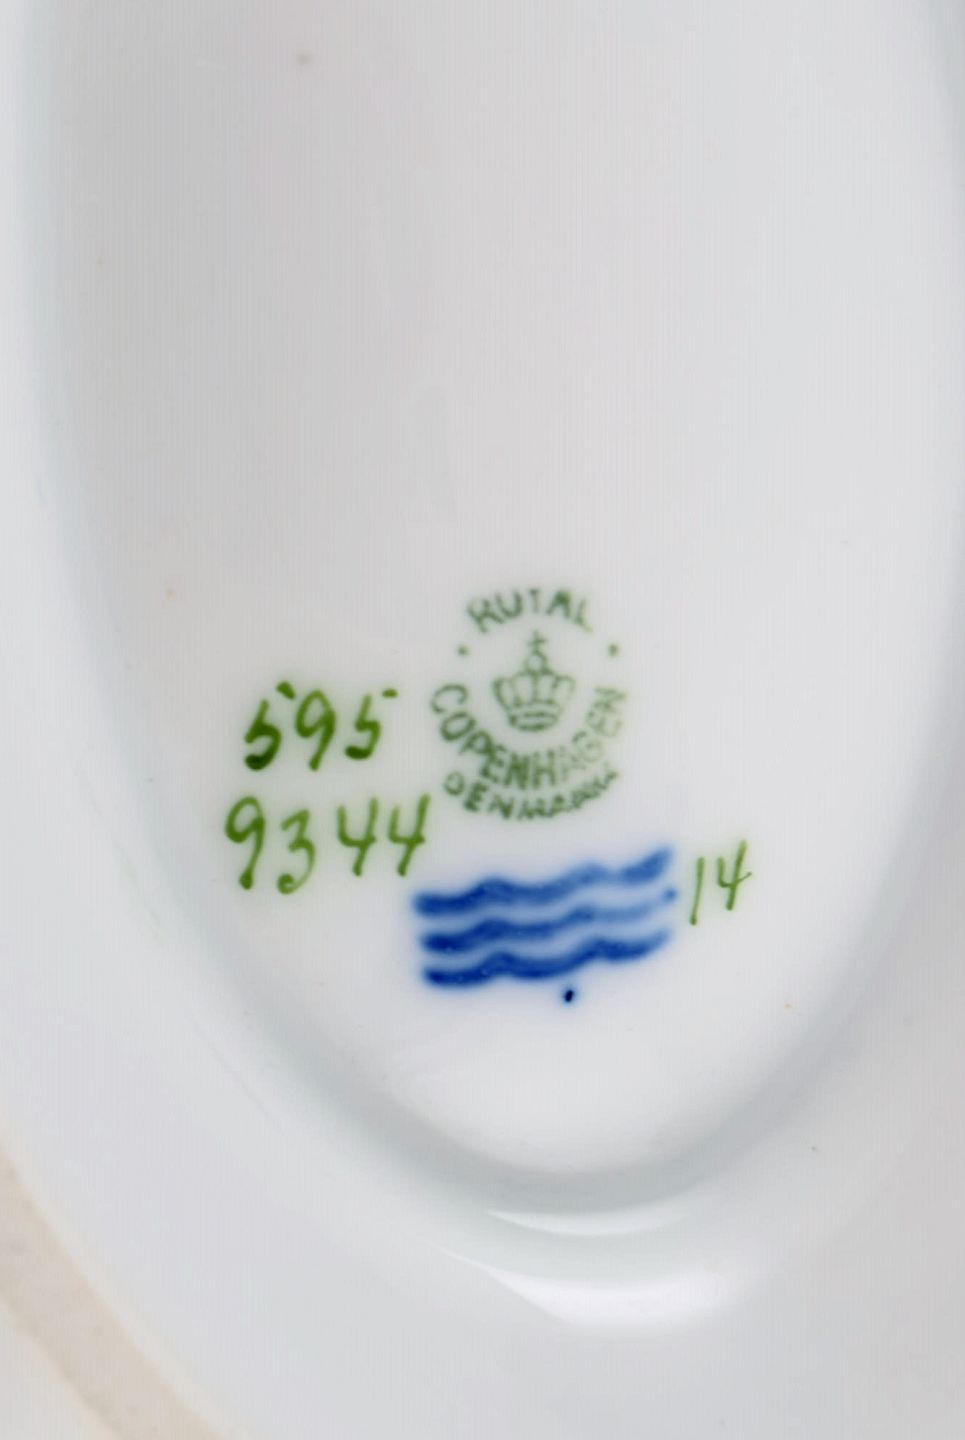 ROYAL
COPENHAGEN
DENMARK
595
9344
14